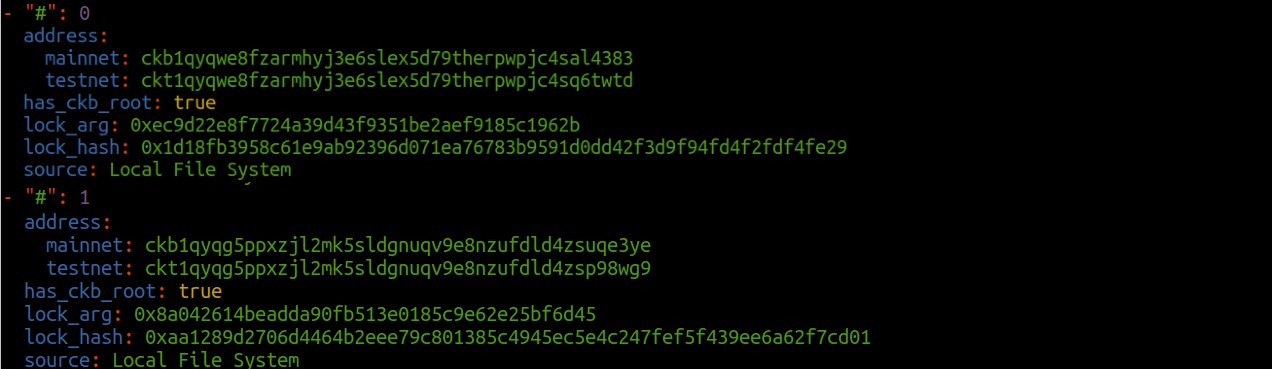 - "#": 0
address:
mainnet: ckb1qyqwe8fzarmhyj3e6slex5d79therpwpjc4sal4383
testnet: ckt1qyqwe8fzarmhyj3e6slex5d79therpwpjc4sq6twtd
has_ckb_root: true
lock_arg: 0xec9d22e8f7724a39d43f9351be2aef9185c1962b
lock_hash: 0x1d18fb3958c61e9ab92396d071ea76783b9591d0dd42f3d9f94fd4f2fdf4fe29
source: Local File System
- "#": 1
address:
mainnet: ckb1qyqg5ppxzjl2mk5sldgnuqv9e8nzufdld4zsuqe3ye
testnet: ckt1qyqg5ppxzjl2mk5sldgnuqv9e8nzufdld4zsp98wg9
has_ckb_root: true
lock_arg: 0x8a042614beadda90fb513e0185c9e62e25bf6d45
lock_hash: 0xaa1289d2706d4464b2eee79c801385c4945ec5e4c247fef5f439ee6a62f7cd01
source: Local File System